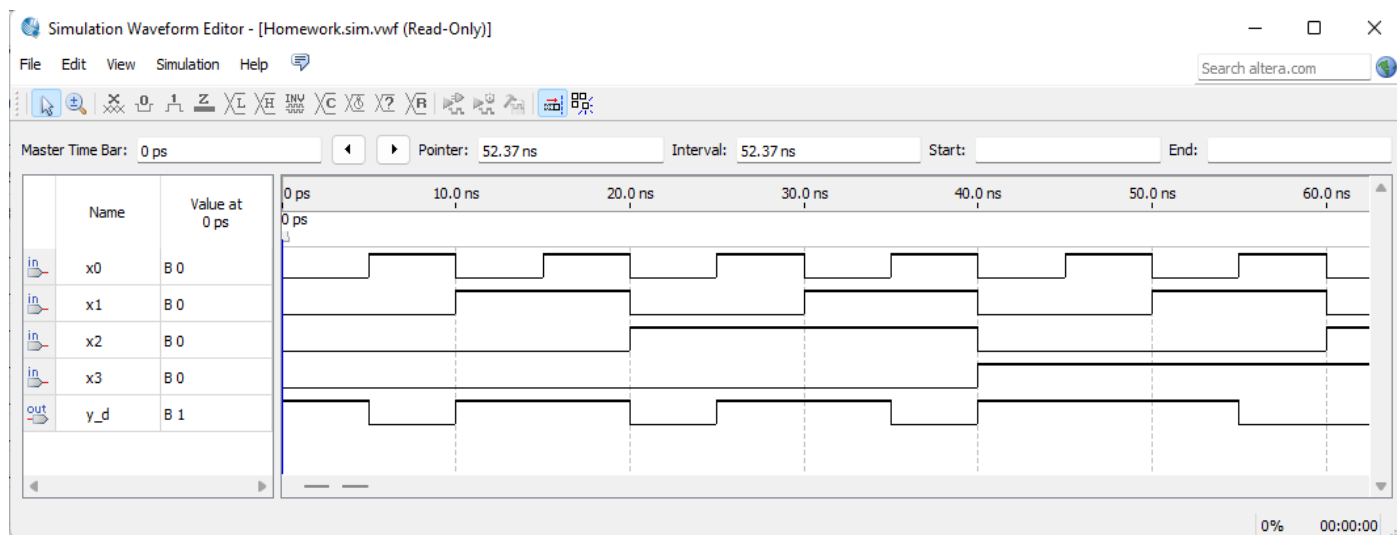 Simulation Waveform Editor - [Homework.sim.vwf (Read-Only)]
File Edit View Simulation Help
Search altera.com
Master Time Bar: 0 ps Pointer: 52.37 ns Interval: 52.37 ns Start: End:
Name Value at 0 ps
0 ps 10.0 ns 20.0 ns 30.0 ns 40.0 ns 50.0 ns 60.0 ns
0 ps
in x0 B 0
in x1 B 0
in x2 B 0
in x3 B 0
out y_d B 1
0% 00:00:00